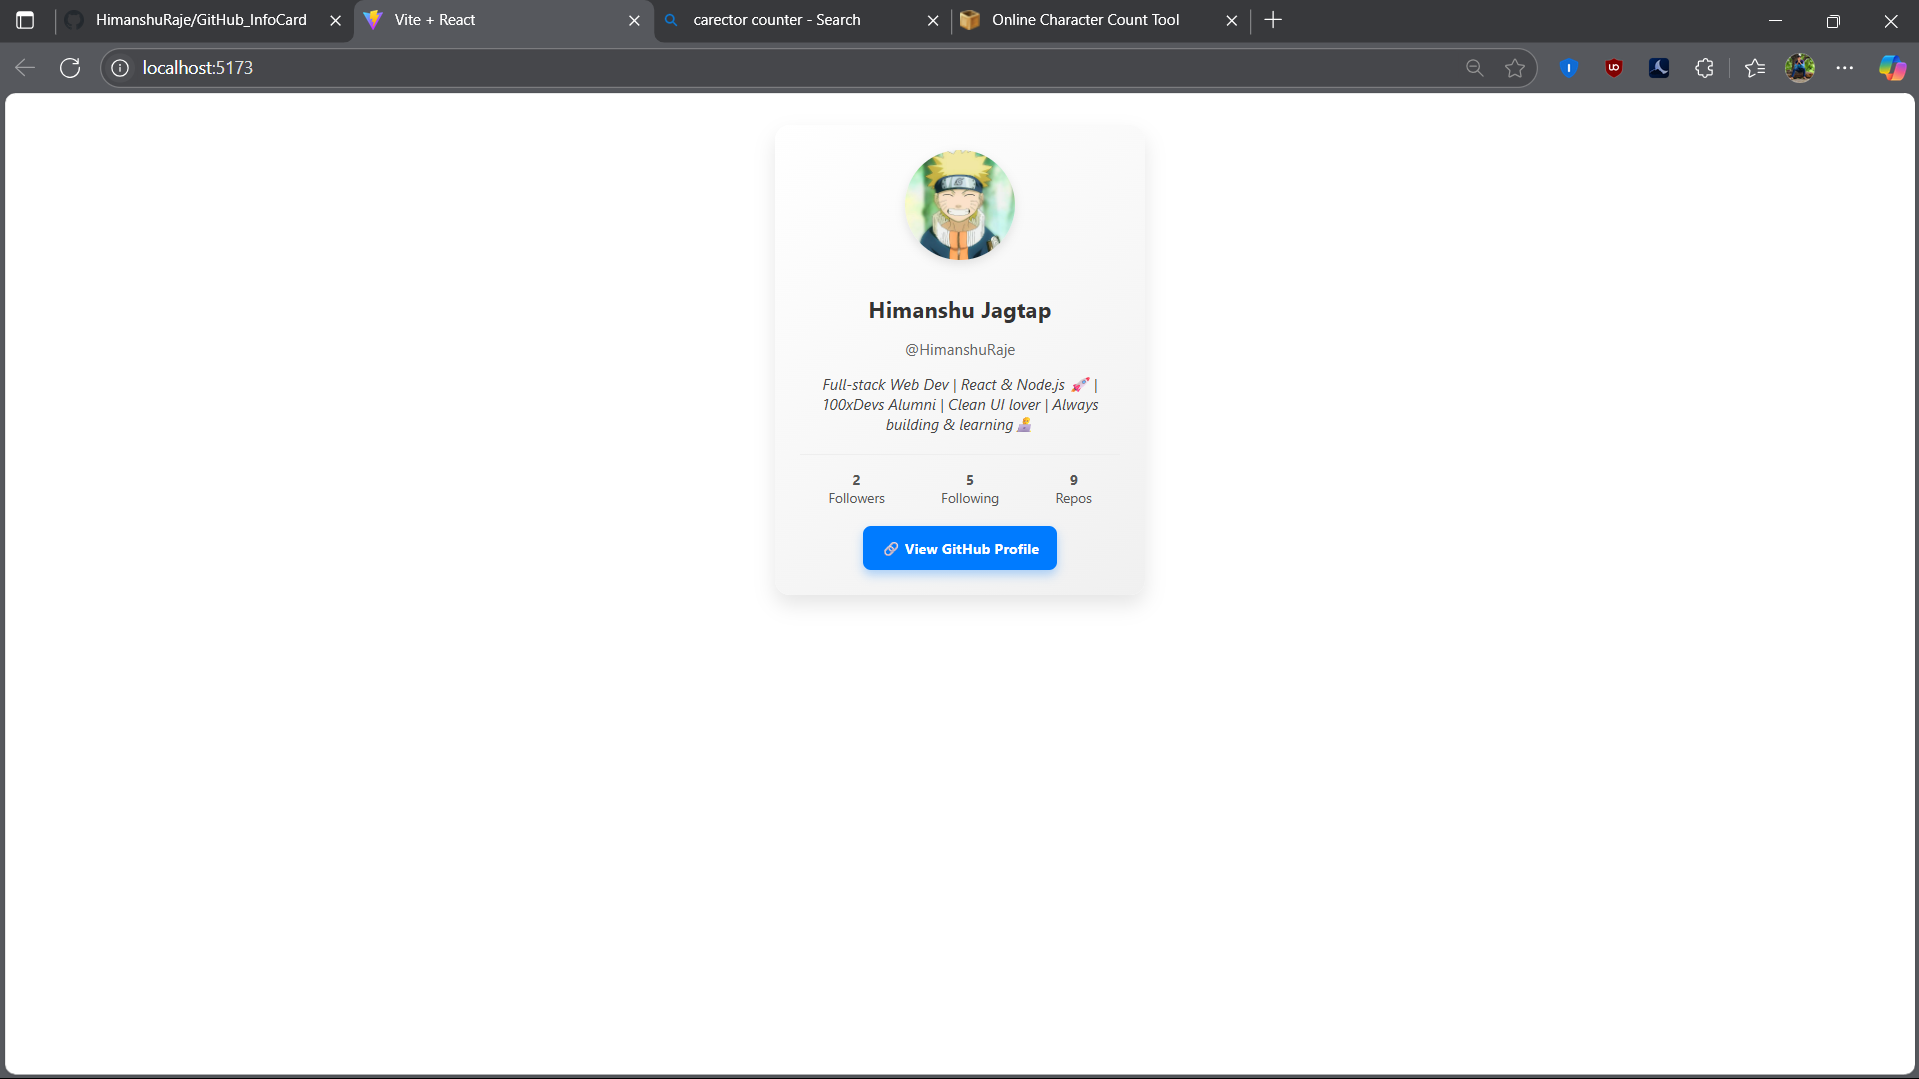 HimanshuRaje/GitHub_InfoCard
Vite + React
carector counter - Search
Online Character Count Tool
localhost:5173
Himanshu Jagtap
@HimanshuRaje
Full-stack Web Dev | React & Node.js 🚀 |
100xDevs Alumni | Clean UI lover | Always
building & learning 🧑‍💻
2
Followers
5
Following
9
Repos
🔗 View GitHub Profile